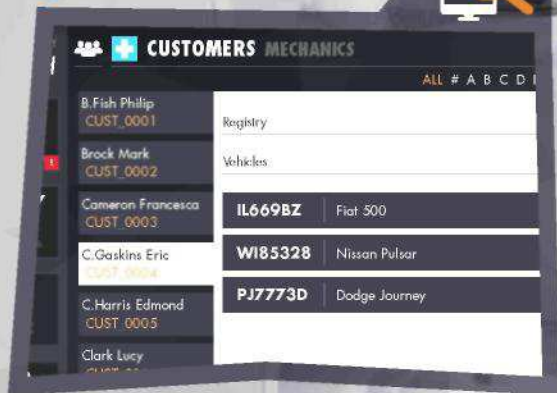 CUSTOMERS MECHANICS
ALL # A B C D
B.Fish Philip
CUST_0001
Brock Mark
CUST_0002
Cameron Francesca
CUST_0003
C.Gaskins Eric
CUST_0004
C.Harris Edmond
CUST_0005
Clark Lucy
Registry
Vehicles
IL669BZ Fiat 500
WI85328 Nissan Pulsar
PJ7773D Dodge Journey